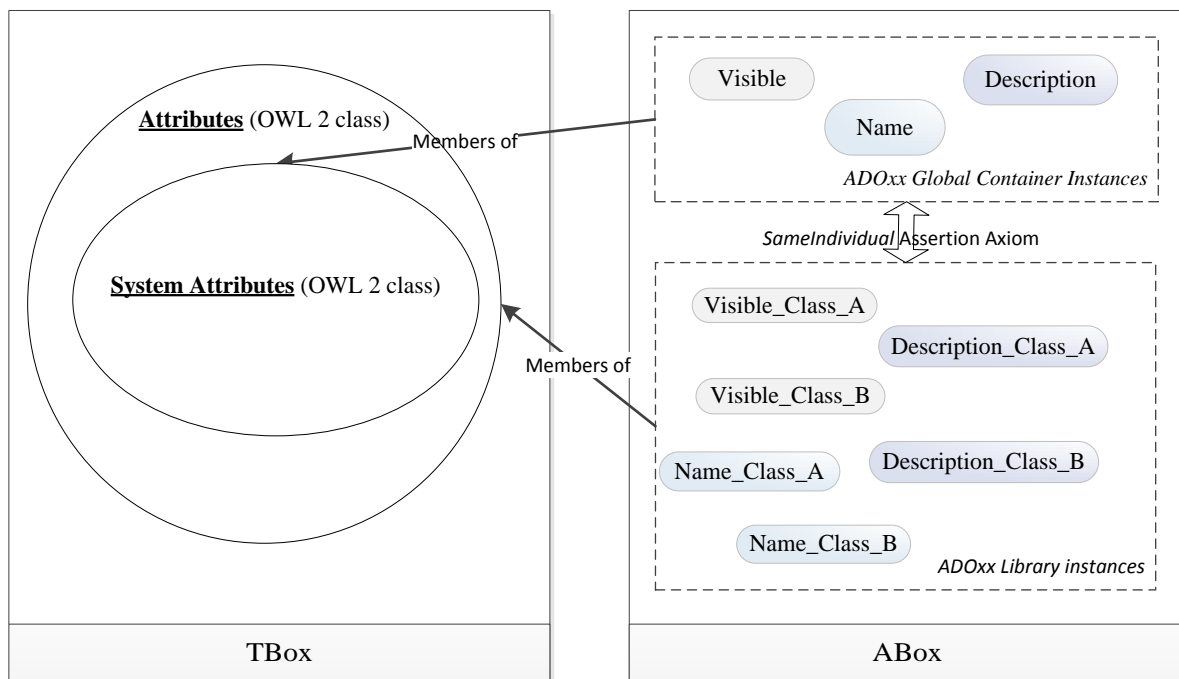 Attributes (OWL 2 class)
System Attributes (OWL 2 class)
TBox
Members of
Members of
Visible
Description
Name
ADOxx Global Container Instances
SameIndividual Assertion Axiom
Visible_Class_A
Description_Class_A
Visible_Class_B
Name_Class_A
Description_Class_B
Name_Class_B
ADOxx Library instances
ABox